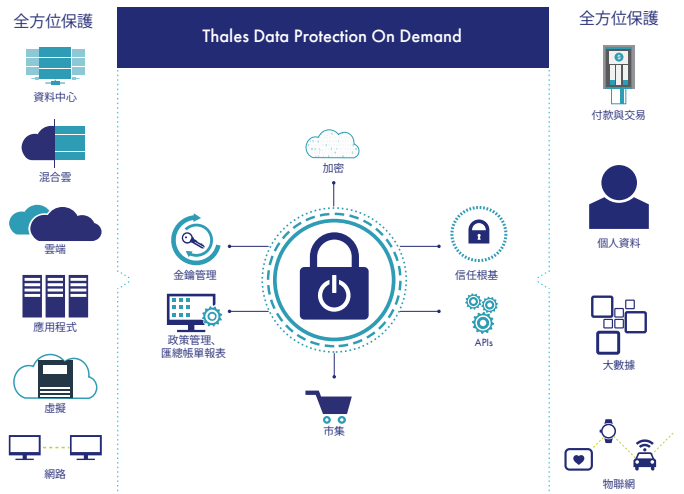 全方位保護
資料中心
混合雲
雲端
應用程式
虛擬
網路
Thales Data Protection On Demand
加密
金鑰管理
信任根基
政策管理、
匯總帳單報表
APIs
市集
全方位保護
付款與交易
個人資料
大數據
物聯網